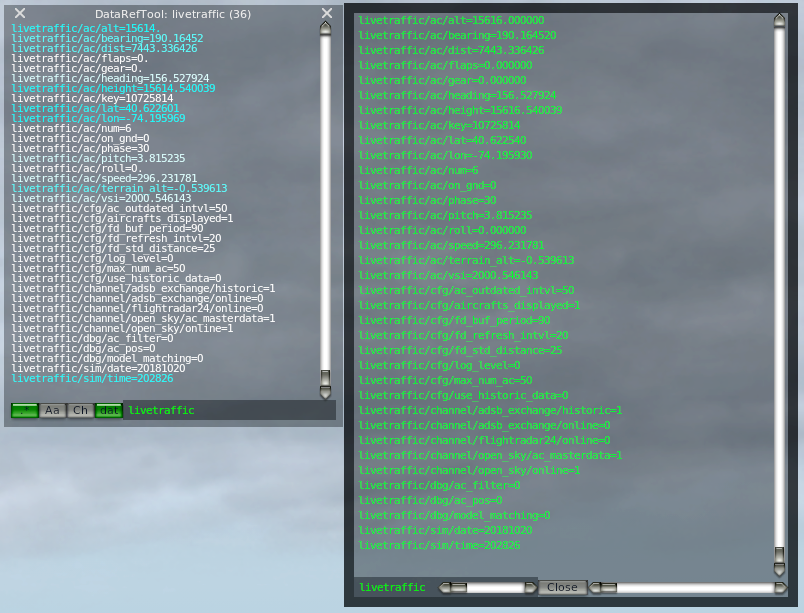 DataRefTool: livetraffic (36)
livetraffic/ac/alt=15614.
livetraffic/ac/bearing=190.16452
livetraffic/ac/dist=7443.336426
livetraffic/ac/flaps=0.
livetraffic/ac/gear=0.
livetraffic/ac/heading=156.527924
livetraffic/ac/height=15614.540039
livetraffic/ac/key=10725814
livetraffic/ac/lat=40.622601
livetraffic/ac/lon=-74.195969
livetraffic/ac/num=6
livetraffic/ac/on_gnd=0
livetraffic/ac/phase=30
livetraffic/ac/pitch=3.815235
livetraffic/ac/roll=0.
livetraffic/ac/speed=296.231781
livetraffic/ac/terrain_alt=-0.539613
livetraffic/ac/vsi=2000.546143
livetraffic/cfg/ac_outdated_intvl=50
livetraffic/cfg/aircrafts_displayed=1
livetraffic/cfg/fd_buf_period=90
livetraffic/cfg/fd_refresh_intvl=20
livetraffic/cfg/fd_std_distance=25
livetraffic/cfg/log_level=0
livetraffic/cfg/max_num_ac=50
livetraffic/cfg/use_historic_data=0
livetraffic/channel/adsb_exchange/historic=1
livetraffic/channel/adsb_exchange/online=0
livetraffic/channel/flightradar24/online=0
livetraffic/channel/open_sky/ac_masterdata=1
livetraffic/channel/open_sky/online=1
livetraffic/dbg/ac_filter=0
livetraffic/dbg/ac_pos=0
livetraffic/dbg/model_matching=0
livetraffic/sim/date=20181020
livetraffic/sim/time=202826
.* Aa Ch dat livetraffic
livetraffic/ac/alt=15616.000000
livetraffic/ac/bearing=190.164520
livetraffic/ac/dist=7443.336426
livetraffic/ac/flaps=0.000000
livetraffic/ac/gear=0.000000
livetraffic/ac/heading=156.527924
livetraffic/ac/height=15616.540039
livetraffic/ac/key=10725814
livetraffic/ac/lat=40.622540
livetraffic/ac/lon=-74.195930
livetraffic/ac/num=6
livetraffic/ac/on_gnd=0
livetraffic/ac/phase=30
livetraffic/ac/pitch=3.815235
livetraffic/ac/roll=0.000000
livetraffic/ac/speed=296.231781
livetraffic/ac/terrain_alt=-0.539613
livetraffic/ac/vsi=2000.546143
livetraffic/cfg/ac_outdated_intvl=50
livetraffic/cfg/aircrafts_displayed=1
livetraffic/cfg/fd_buf_period=90
livetraffic/cfg/fd_refresh_intvl=20
livetraffic/cfg/fd_std_distance=25
livetraffic/cfg/log_level=0
livetraffic/cfg/max_num_ac=50
livetraffic/cfg/use_historic_data=0
livetraffic/channel/adsb_exchange/historic=1
livetraffic/channel/adsb_exchange/online=0
livetraffic/channel/flightradar24/online=0
livetraffic/channel/open_sky/ac_masterdata=1
livetraffic/channel/open_sky/online=1
livetraffic/dbg/ac_filter=0
livetraffic/dbg/ac_pos=0
livetraffic/dbg/model_matching=0
livetraffic/sim/date=20181020
livetraffic/sim/time=202826
livetraffic Close